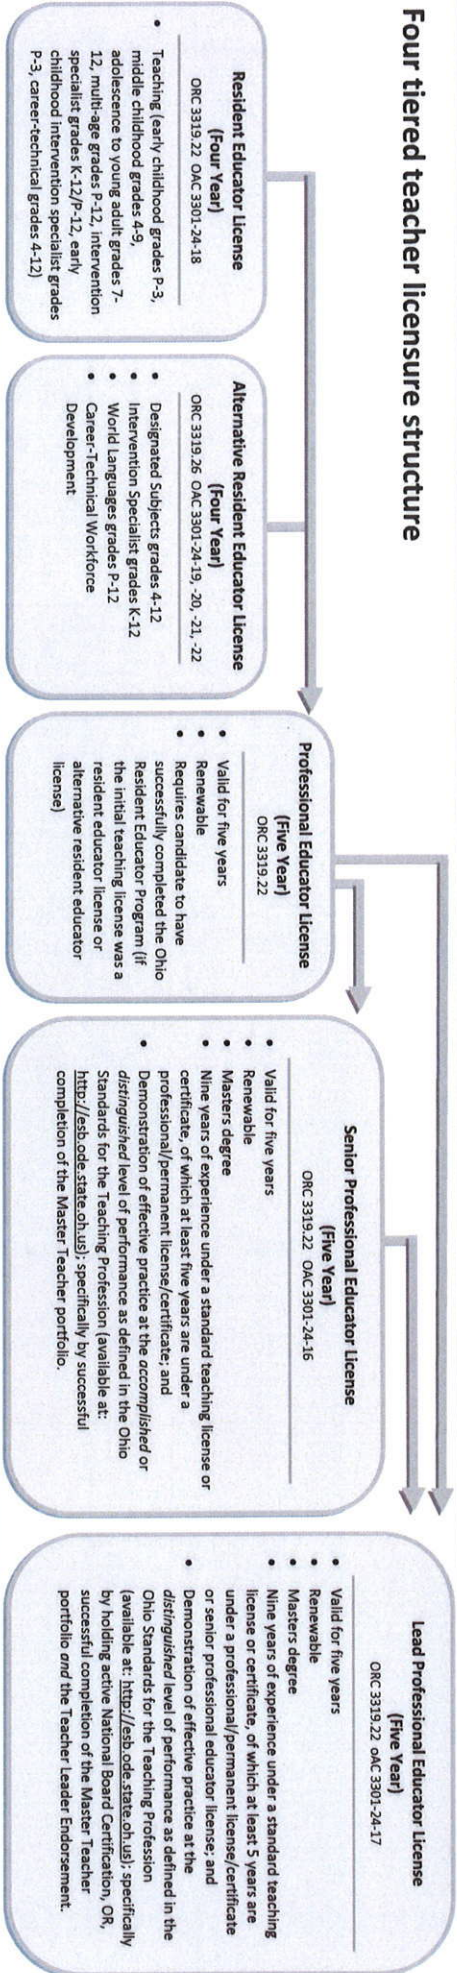 Four tiered teacher licensure structure
Resident Educator License
(Four Year)
ORC 3319.22 OAC 3301-24-18
• Teaching (early childhood grades P-3,
middle childhood grades 4-9,
adolescence to young adult grades 7-
12, multi-age grades P-12, intervention
specialist grades K-12/P-12, early
childhood intervention specialist grades
P-3, career-technical grades 4-12)
Alternative Resident Educator License
(Four Year)
ORC 3319.26 OAC 3301-24-19, -20, -21, -22
• Designated Subjects grades 4-12
• Intervention Specialist grades K-12
• World Languages grades P-12
• Career-Technical Workforce
Development
Professional Educator License
(Five Year)
ORC 3319.22
• Valid for five years
• Renewable
• Requires candidate to have
successfully completed the Ohio
Resident Educator Program (if
the initial teaching license was a
resident educator license or
alternative resident educator
license)
Senior Professional Educator License
(Five Year)
ORC 3319.22 OAC 3301-24-16
• Valid for five years
• Renewable
• Masters degree
• Nine years of experience under a standard teaching license or
certificate, of which at least five years are under a
professional/permanent license/certificate; and
• Demonstration of effective practice at the accomplished or
distinguished level of performance as defined in the Ohio
Standards for the Teaching Profession (available at:
http://esb.ode.state.oh.us); specifically by successful
completion of the Master Teacher portfolio.
Lead Professional Educator License
(Five Year)
ORC 3319.22 oAC 3301-24-17
• Valid for five years
• Renewable
• Masters degree
• Nine years of experience under a standard teaching
license or certificate, of which at least 5 years are
under a professional/permanent license/certificate
or senior professional educator license; and
• Demonstration of effective practice at the
distinguished level of performance as defined in the
Ohio Standards for the Teaching Profession
(available at: http://esb.ode.state.oh.us); specifically
by holding active National Board Certification, OR,
successful completion of the Master Teacher
portfolio and the Teacher Leader Endorsement.